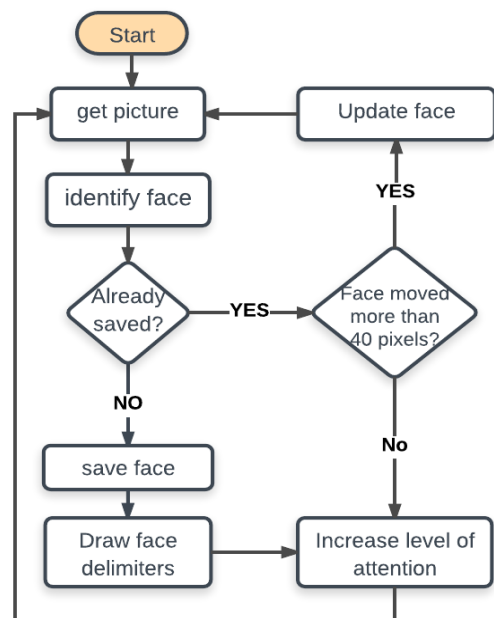 Start
get picture
Update face
YES
identify face
Already
saved?
YES
Face moved
more than
40 pixels?
NO
No
save face
Draw face
delimiters
Increase level of
attention